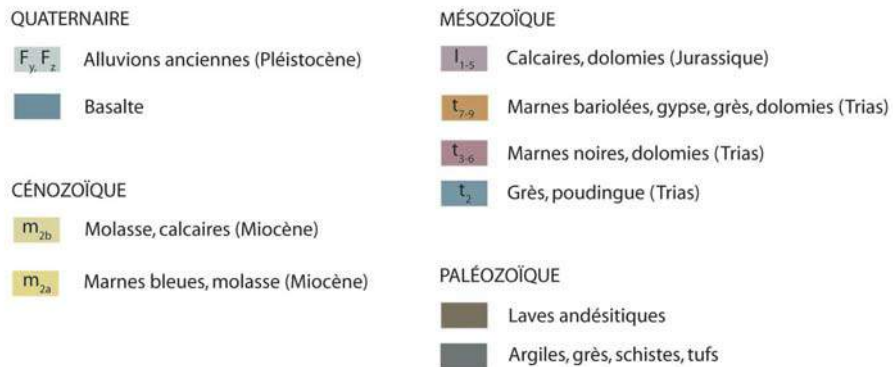 QUATERNAIRE
Fy, Fz Alluvions anciennes (Pléistocène)
Basalte
CÉNOZOÏQUE
m2b Molasse, calcaires (Miocène)
m2a Marnes bleues, molasse (Miocène)
MÉSOZOÏQUE
l1-5 Calcaires, dolomies (Jurassique)
t7-9 Marnes bariolées, gypse, grès, dolomies (Trias)
t3-6 Marnes noires, dolomies (Trias)
t2 Grès, poudingue (Trias)
PALÉOZOÏQUE
Laves andésitiques
Argiles, grès, schistes, tufs